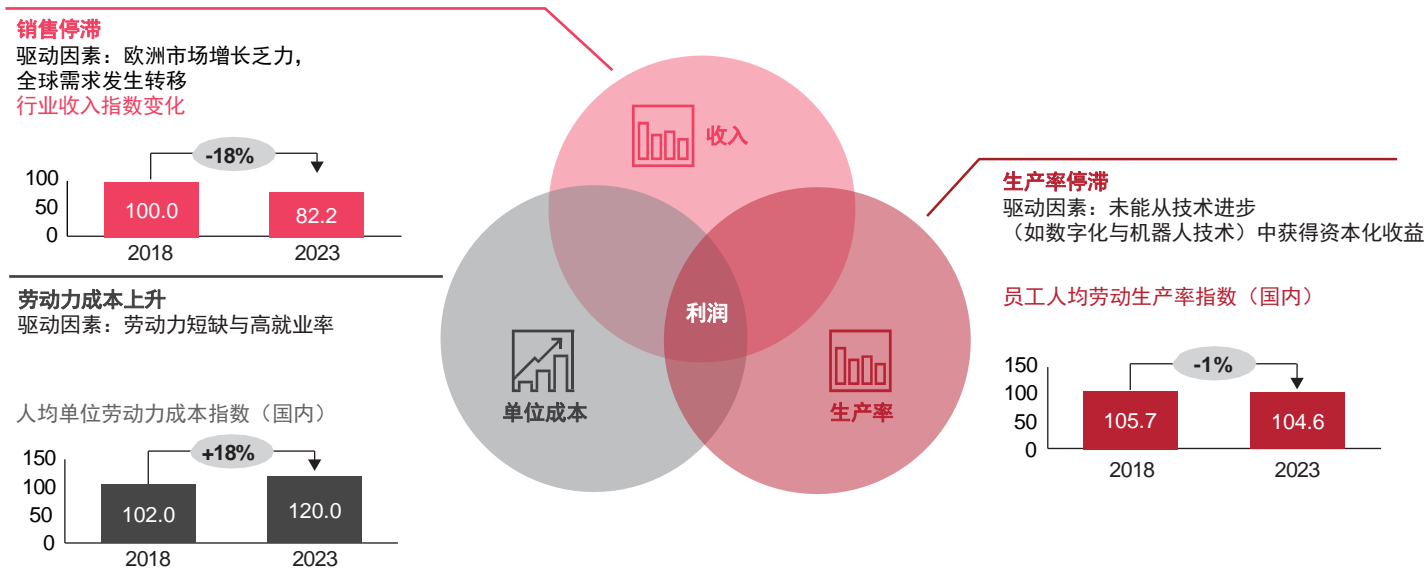 销售停滞
驱动因素：欧洲市场增长乏力，
全球需求发生转移
行业收入指数变化
-18%
100
50
0
100.0
82.2
2018
2023
劳动力成本上升
驱动因素：劳动力短缺与高就业率
人均单位劳动力成本指数（国内）
+18%
150
100
50
0
102.0
120.0
2018
2023
收入
利润
单位成本
生产率
生产率停滞
驱动因素：未能从技术进步
（如数字化与机器人技术）中获得资本化收益
员工人均劳动生产率指数（国内）
-1%
150
100
50
0
105.7
104.6
2018
2023